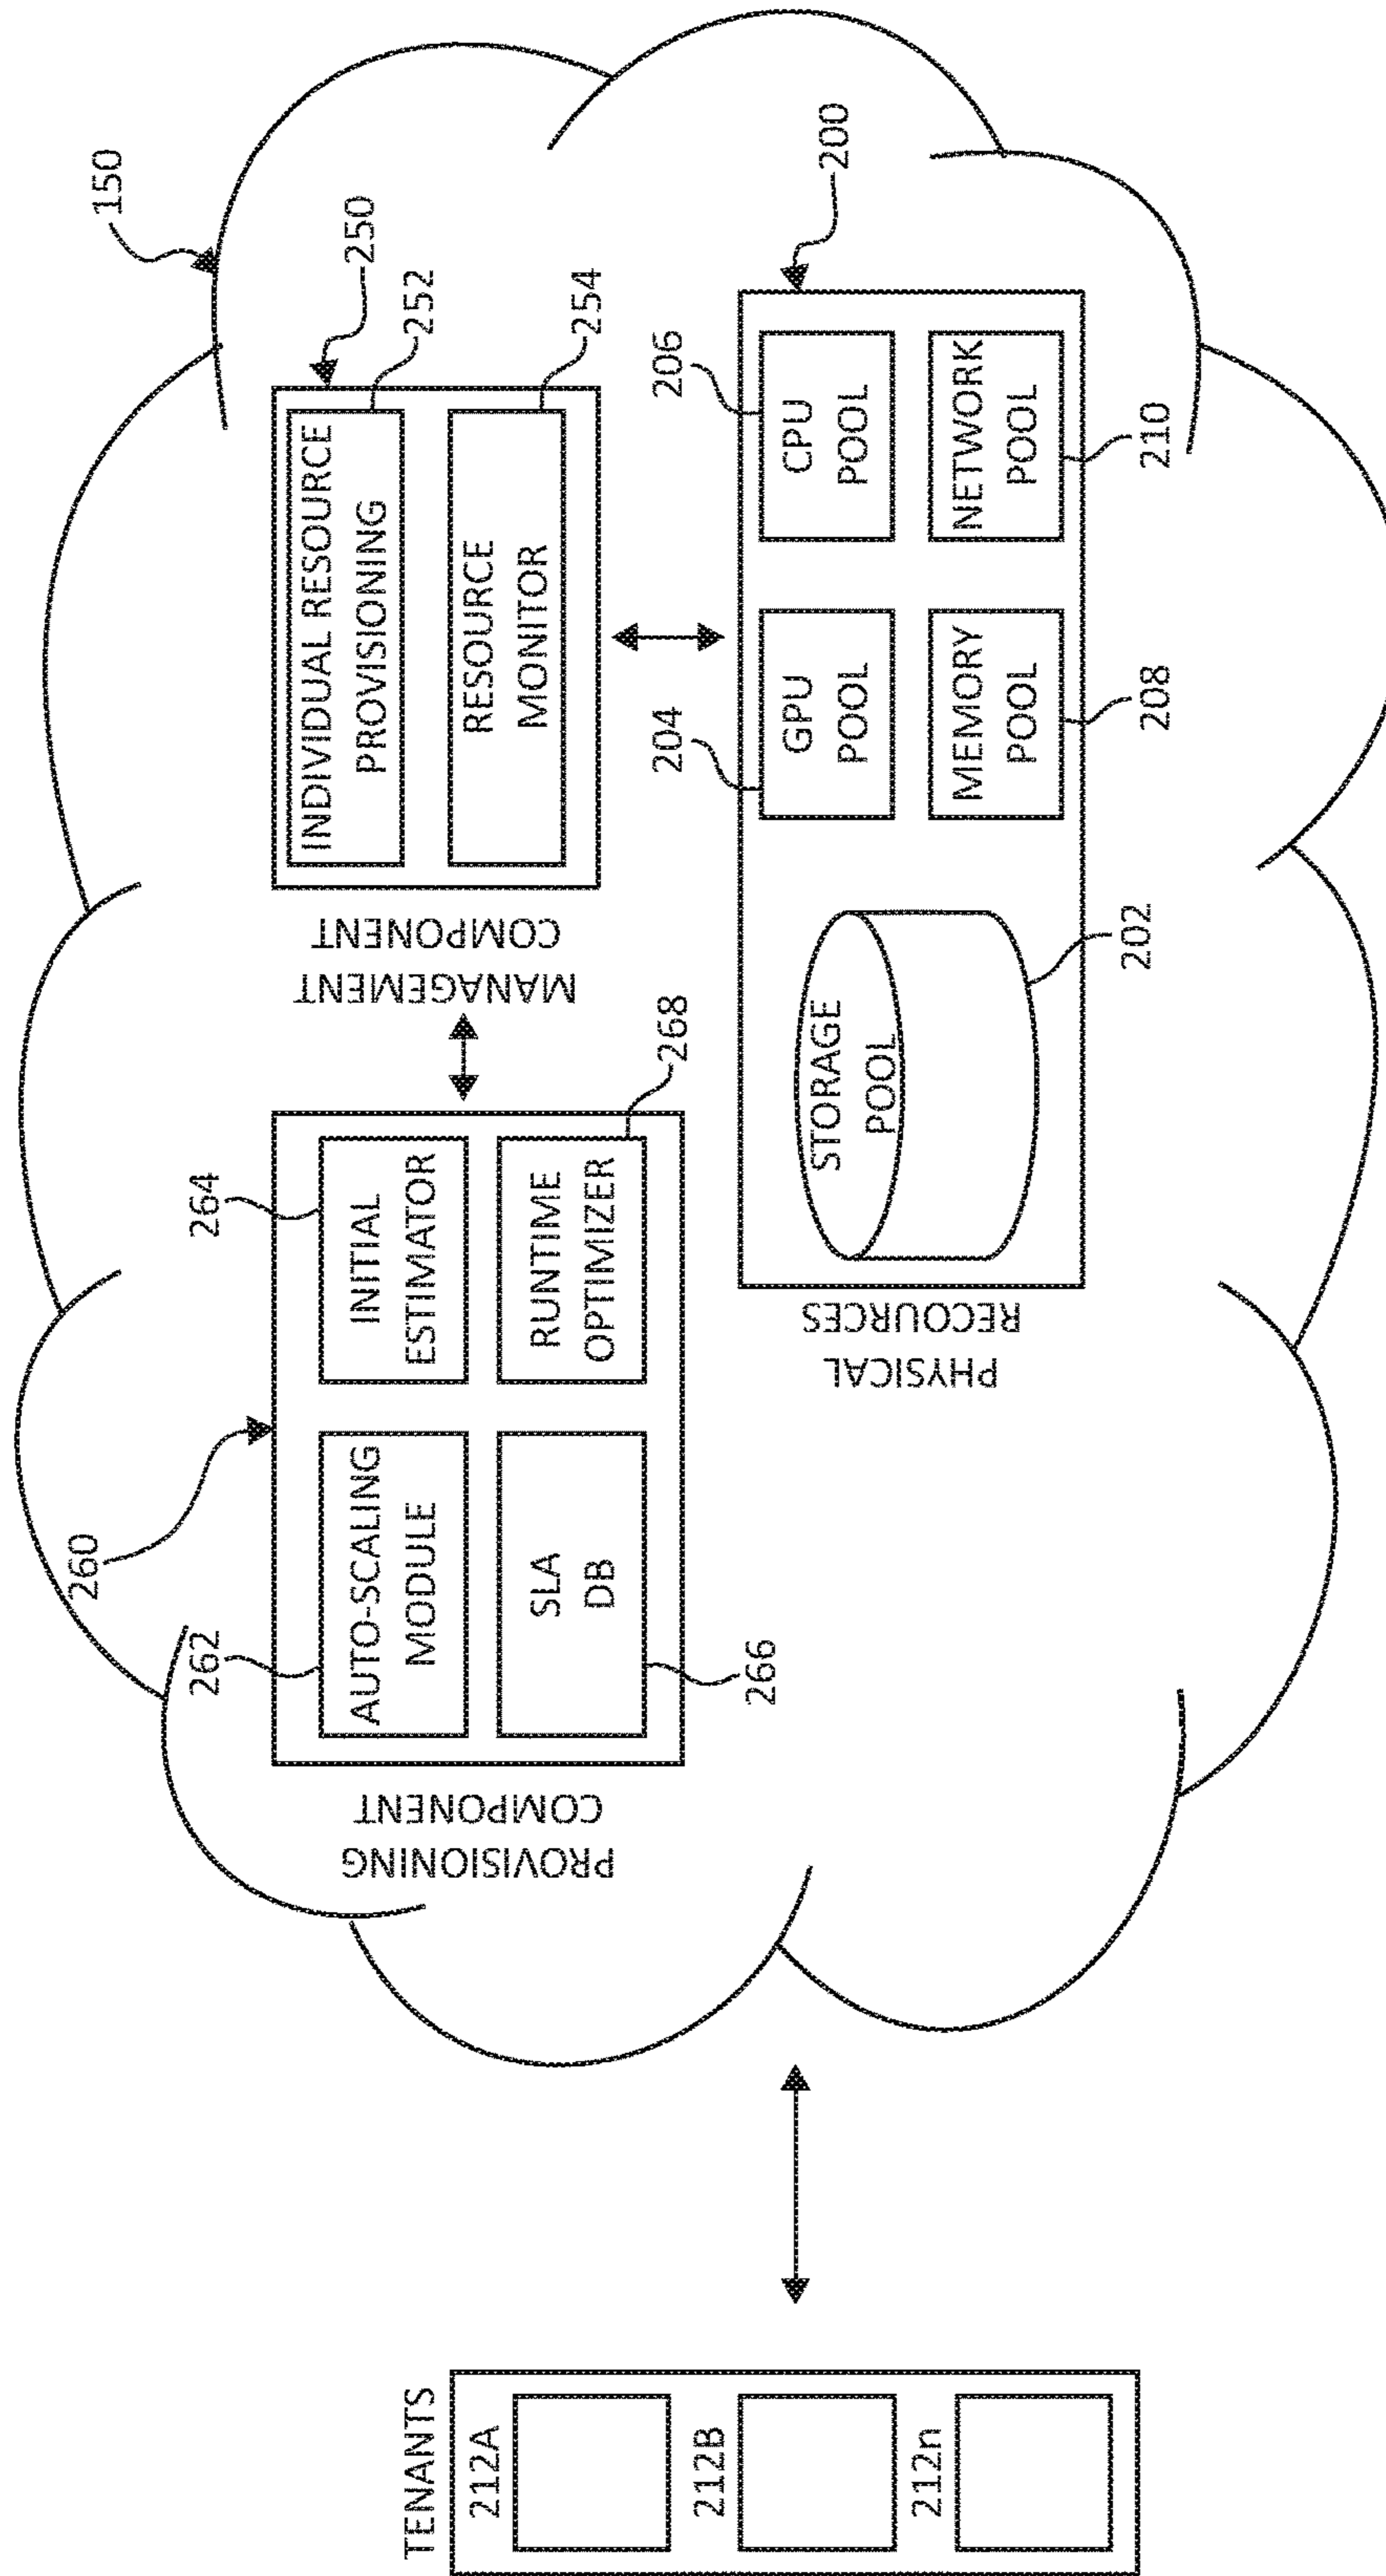 TENANTS
212A
212B
212n
150
260
PROVISIONING
COMPONENT
262
AUTO-SCALING
MODULE
264
INITIAL
ESTIMATOR
SLA
DB
266
RUNTIME
OPTIMIZER
268
MANAGEMENT
COMPONENT
250
INDIVIDUAL RESOURCE
PROVISIONING
252
RESOURCE
MONITOR
254
PHYSICAL
RECOURCES
200
STORAGE
POOL
202
204
GPU
POOL
206
CPU
POOL
MEMORY
POOL
208
NETWORK
POOL
210